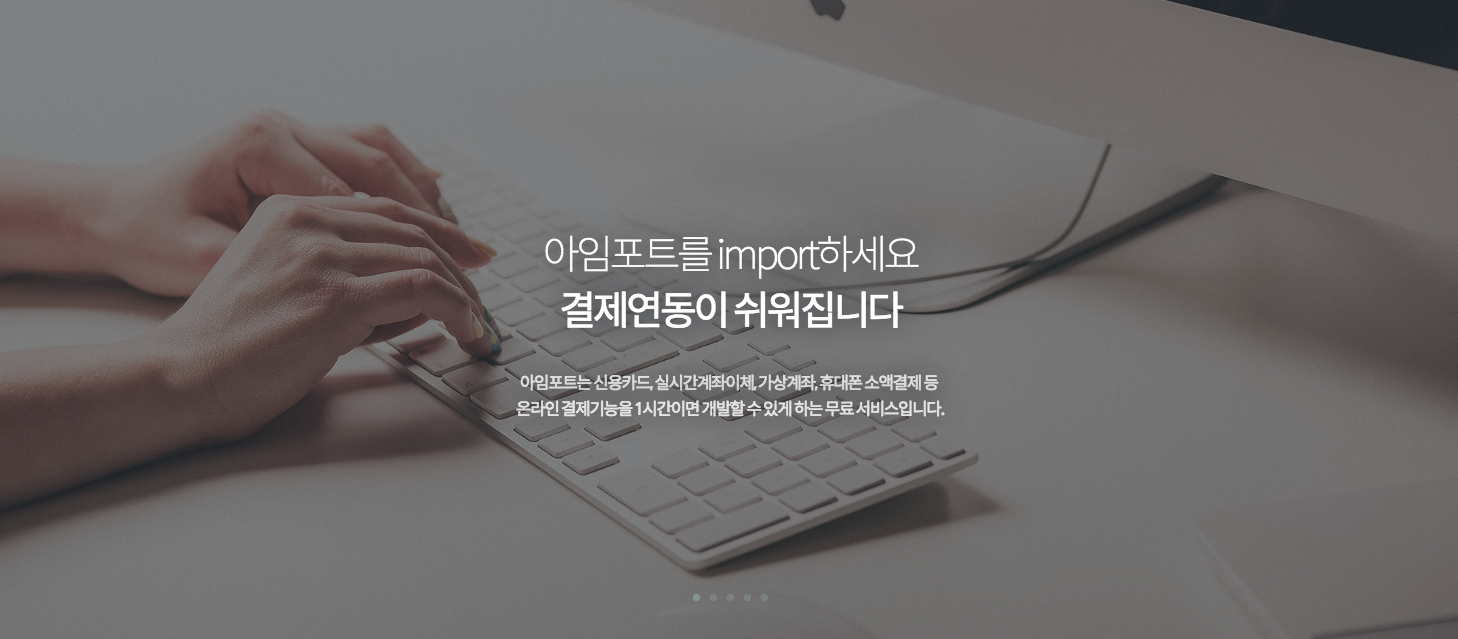 아임포트를 import하세요
결제연동이 쉬워집니다
아임포트는 신용카드, 실시간계좌이체, 가상계좌, 휴대폰 소액결제 등
온라인 결제기능을 1시간이면 개발할 수 있게 하는 무료 서비스입니다.